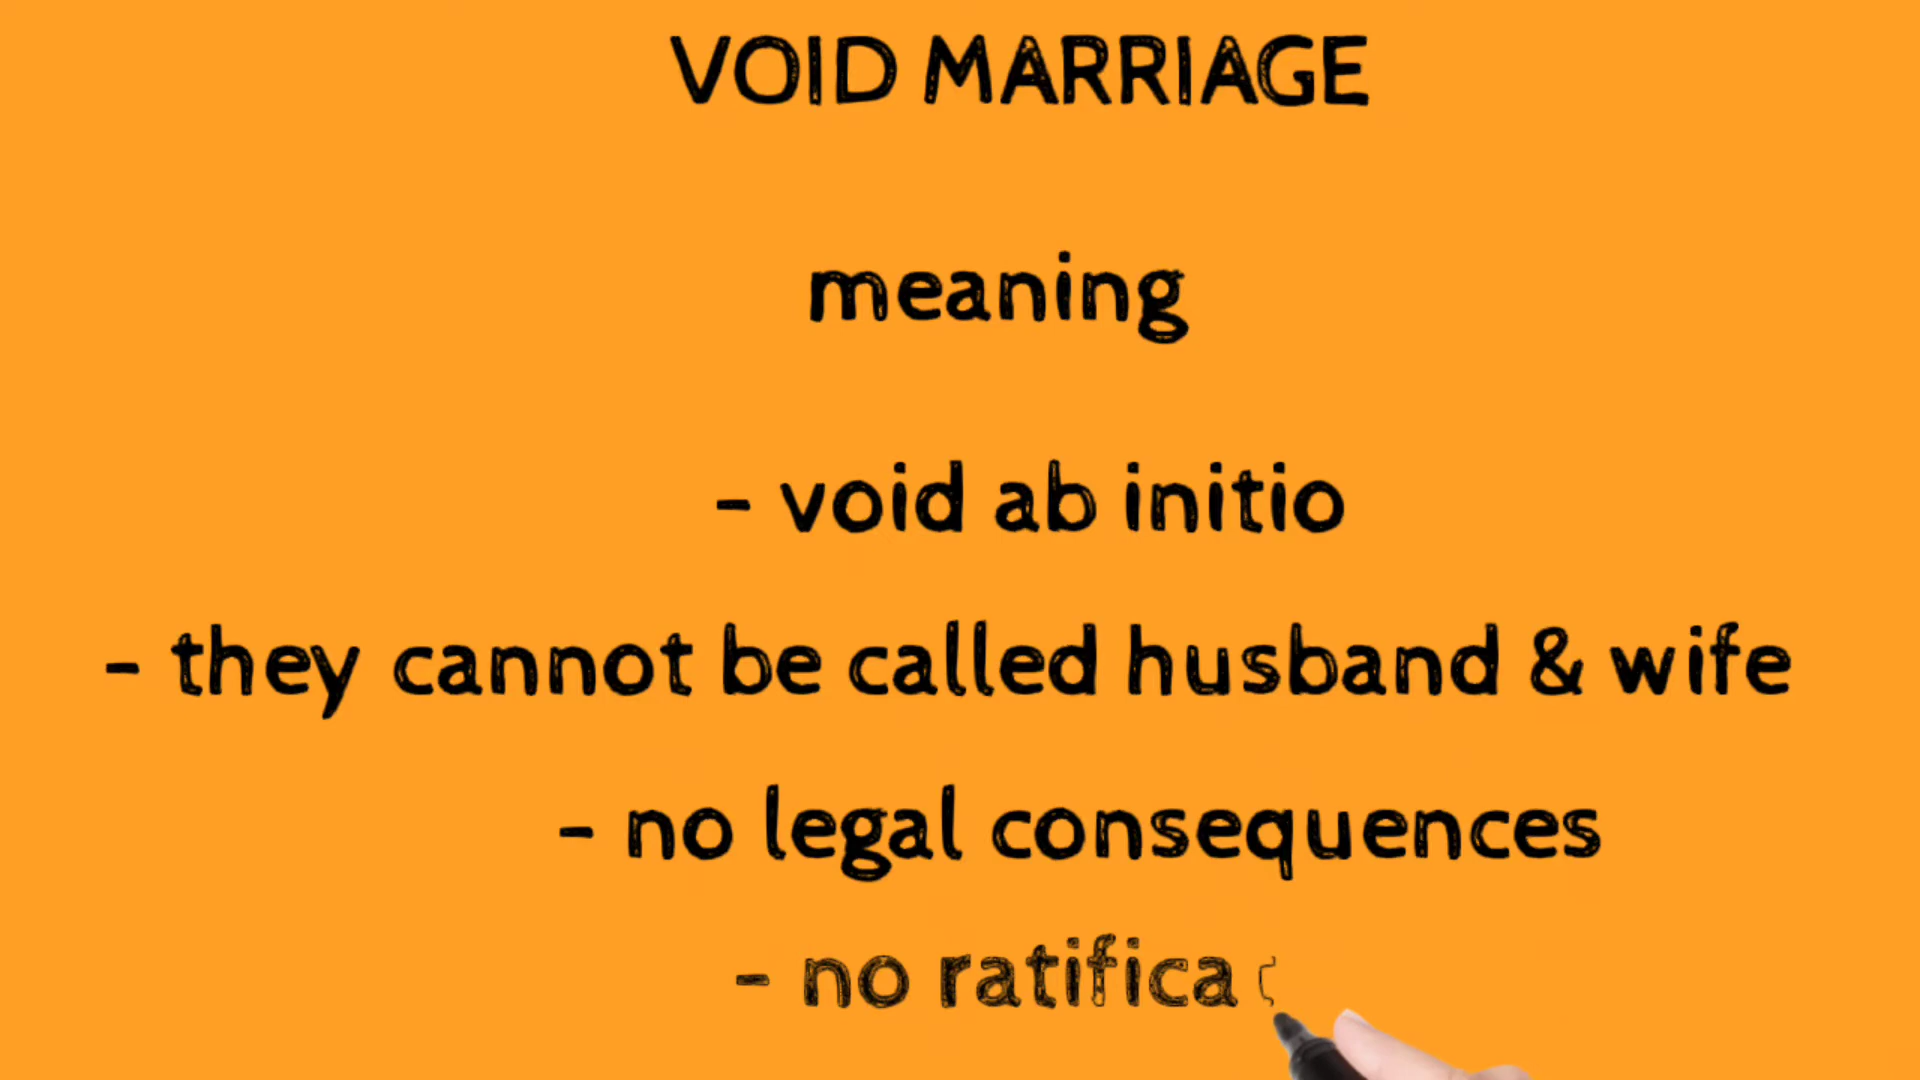 VOID MARRIAGE
meaning
- void ab initio
- they cannot be called husband & wife
- no legal consequences
- no ratifica